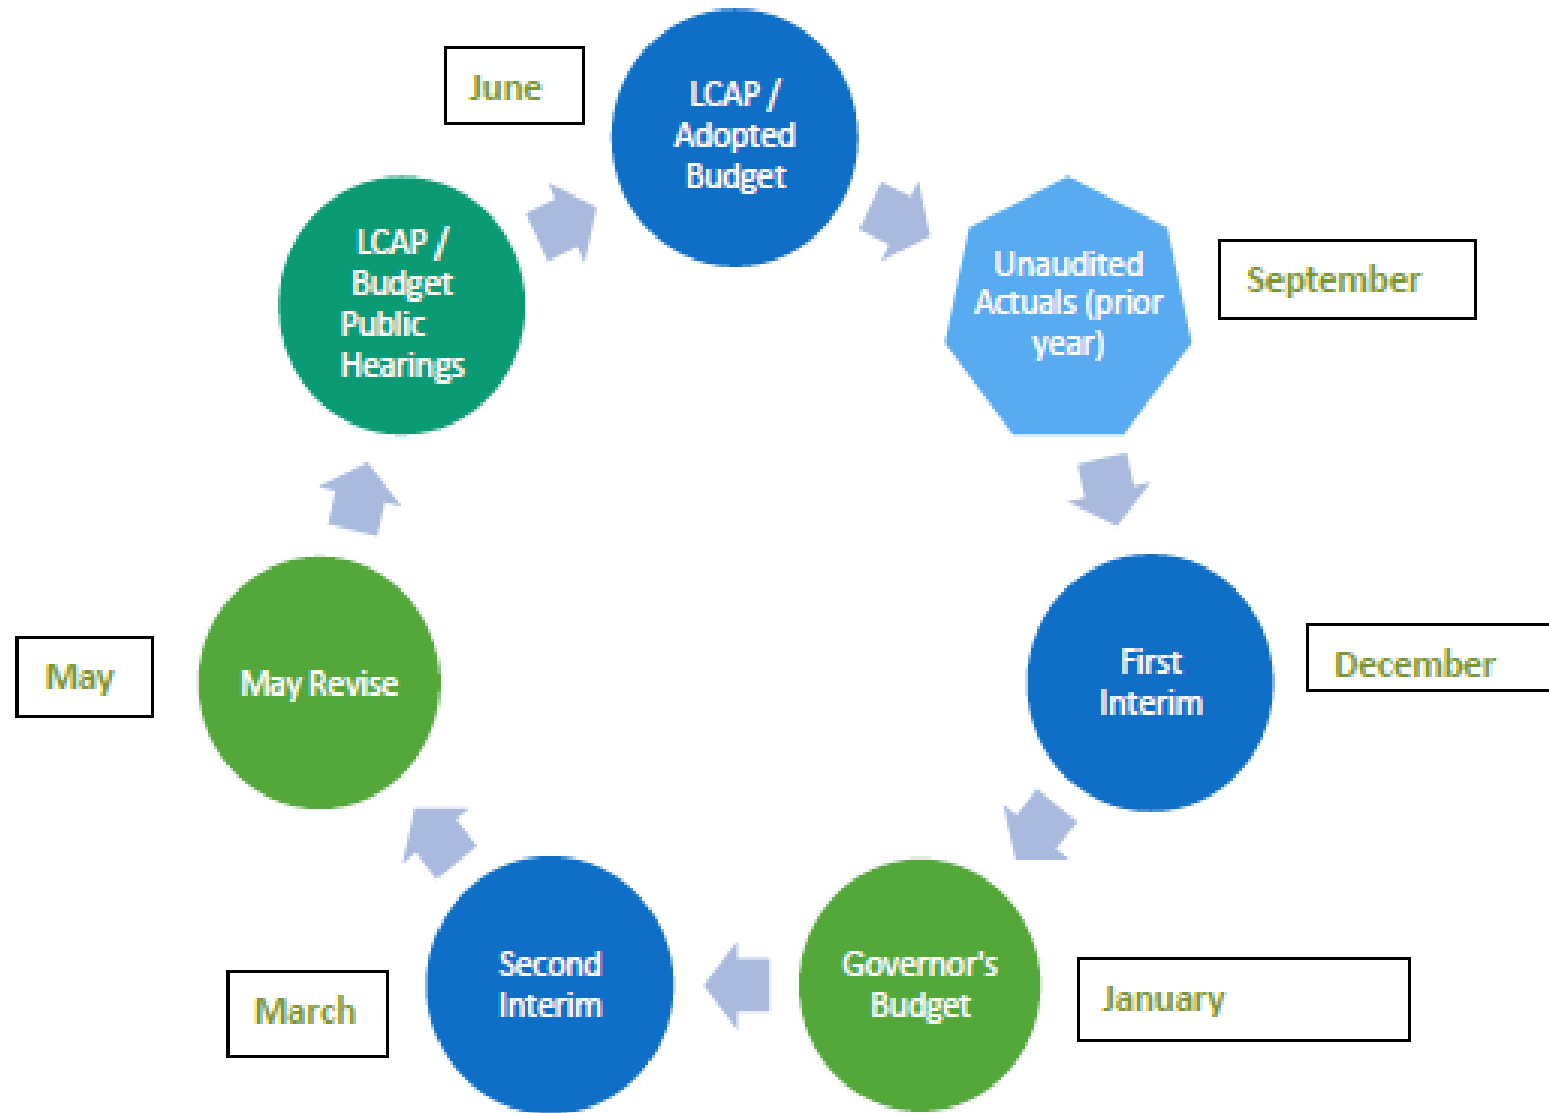 June
LCAP /
Adopted
Budget
LCAP /
Budget
Public
Hearings
Unaudited
Actuals (prior
year)
September
May
May Revise
First
Interim
December
March
Second
Interim
Governor's
Budget
January